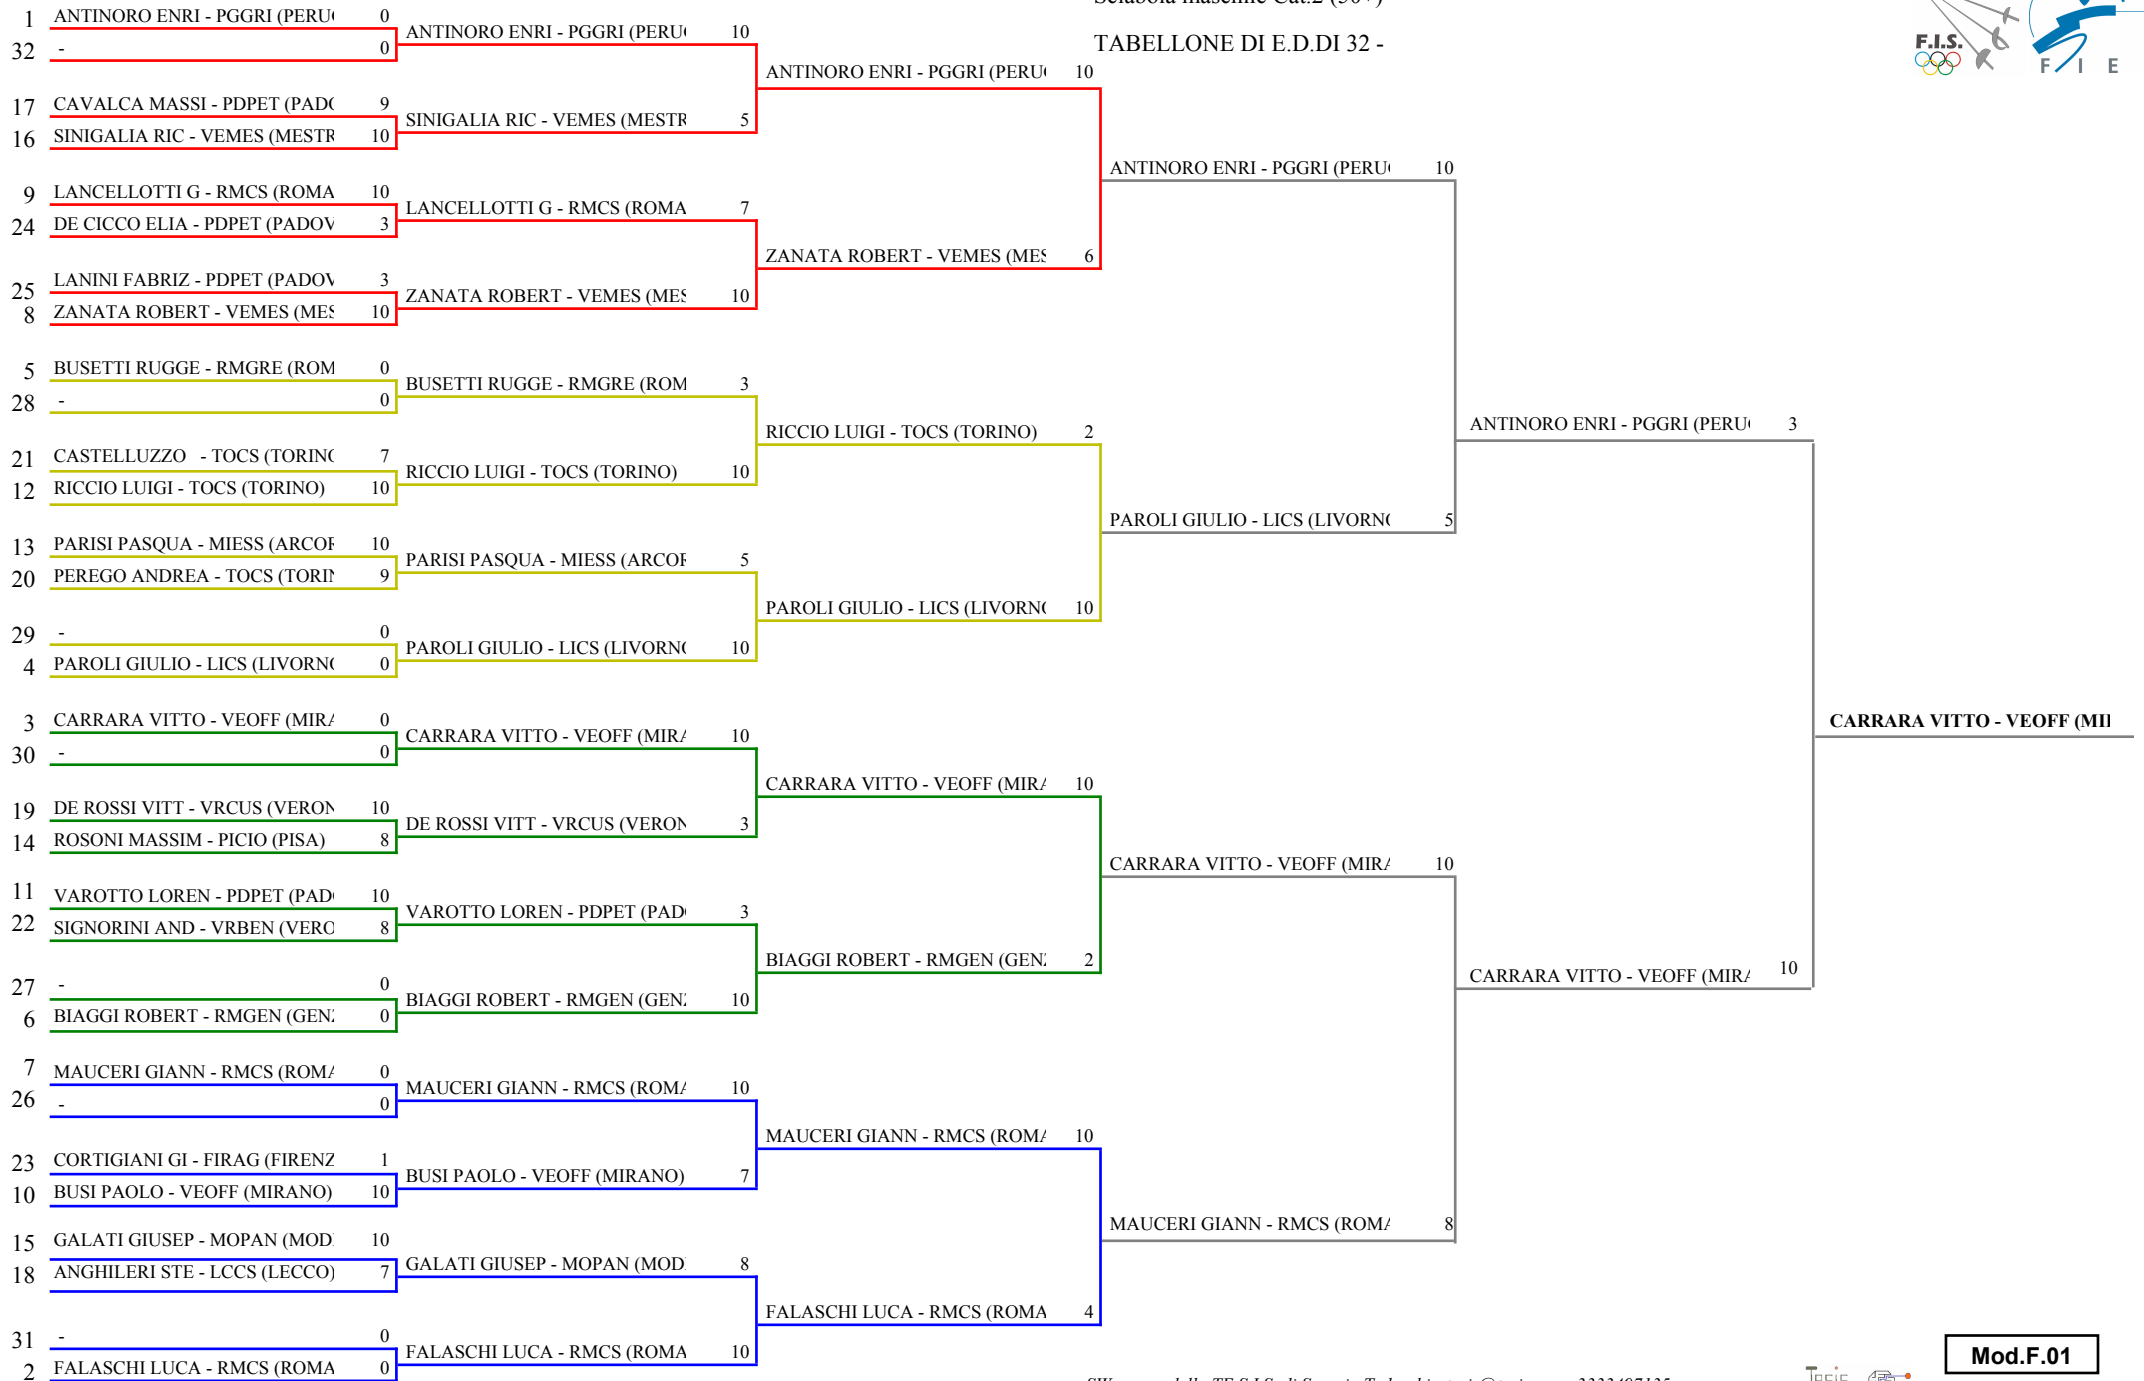 TABELLONE DI E.D.DI 32 -
F.I.S.
F I E
1 ANTINORO ENRI - PGGRI (PERU 0
32 - 0
17 CAVALCA MASSI - PDPET (PAD 9
16 SINIGALIA RIC - VEMES (MESTR 10
9 LANCELLOTTI G - RMCS (ROMA 10
24 DE CICCO ELIA - PDPET (PADOV 3
25 LANINI FABRIZ - PDPET (PADOV 3
8 ZANATA ROBERT - VEMES (MES 10
5 BUSETTI RUGGE - RMGRE (ROM 0
28 - 0
21 CASTELLUZZO - TOCS (TORIN 7
12 RICCIO LUIGI - TOCS (TORINO) 10
13 PARISI PASQUA - MIESS (ARCO 10
20 PEREGO ANDREA - TOCS (TORI 9
29 - 0
4 PAROLI GIULIO - LICS (LIVORN 0
3 CARRARA VITTO - VEOFF (MIR 0
30 - 0
19 DE ROSSI VITT - VRCUS (VERON 10
14 ROSONI MASSIM - PICIO (PISA) 8
11 VAROTTO LOREN - PDPET (PAD 10
22 SIGNORINI AND - VRBEN (VERO 8
27 - 0
6 BIAGGI ROBERT - RMGEN (GEN 0
7 MAUCERI GIANN - RMCS (ROM 0
26 - 0
23 CORTIGIANI GI - FIRAG (FIRENZ 1
10 BUSI PAOLO - VEOFF (MIRANO) 10
15 GALATI GIUSEP - MOPAN (MOD 10
18 ANGHILERI STE - LCCS (LECCO) 7
31 - 0
2 FALASCHI LUCA - RMCS (ROMA 0
ANTINORO ENRI - PGGRI (PERU 10
SINIGALIA RIC - VEMES (MESTR 5
LANCELLOTTI G - RMCS (ROMA 7
ZANATA ROBERT - VEMES (MES 10
BUSETTI RUGGE - RMGRE (ROM 3
RICCIO LUIGI - TOCS (TORINO) 10
PARISI PASQUA - MIESS (ARCO 5
PAROLI GIULIO - LICS (LIVORN 10
CARRARA VITTO - VEOFF (MIR 10
DE ROSSI VITT - VRCUS (VERON 3
VAROTTO LOREN - PDPET (PAD 3
BIAGGI ROBERT - RMGEN (GEN 10
MAUCERI GIANN - RMCS (ROM 10
BUSI PAOLO - VEOFF (MIRANO) 7
GALATI GIUSEP - MOPAN (MOD 8
FALASCHI LUCA - RMCS (ROMA 10
ANTINORO ENRI - PGGRI (PERU 10
ZANATA ROBERT - VEMES (MES 6
RICCIO LUIGI - TOCS (TORINO) 2
PAROLI GIULIO - LICS (LIVORN 10
CARRARA VITTO - VEOFF (MIR 10
BIAGGI ROBERT - RMGEN (GEN 2
MAUCERI GIANN - RMCS (ROM 10
FALASCHI LUCA - RMCS (ROMA 4
ANTINORO ENRI - PGGRI (PERU 10
PAROLI GIULIO - LICS (LIVORN 5
CARRARA VITTO - VEOFF (MIR 10
MAUCERI GIANN - RMCS (ROM 8
ANTINORO ENRI - PGGRI (PERU 3
CARRARA VITTO - VEOFF (MIR 10
CARRARA VITTO - VEOFF (MI
Mod.F.01